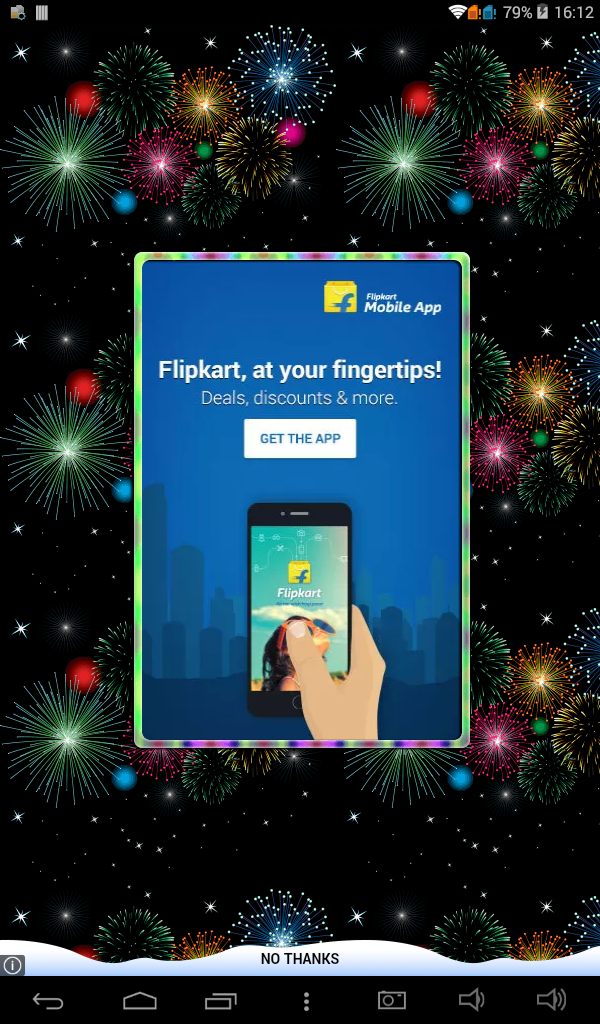 79% 16:12
Flipkart
Mobile App
Flipkart, at your fingertips!
Deals, discounts & more.
GET THE APP
Flipkart
NO THANKS